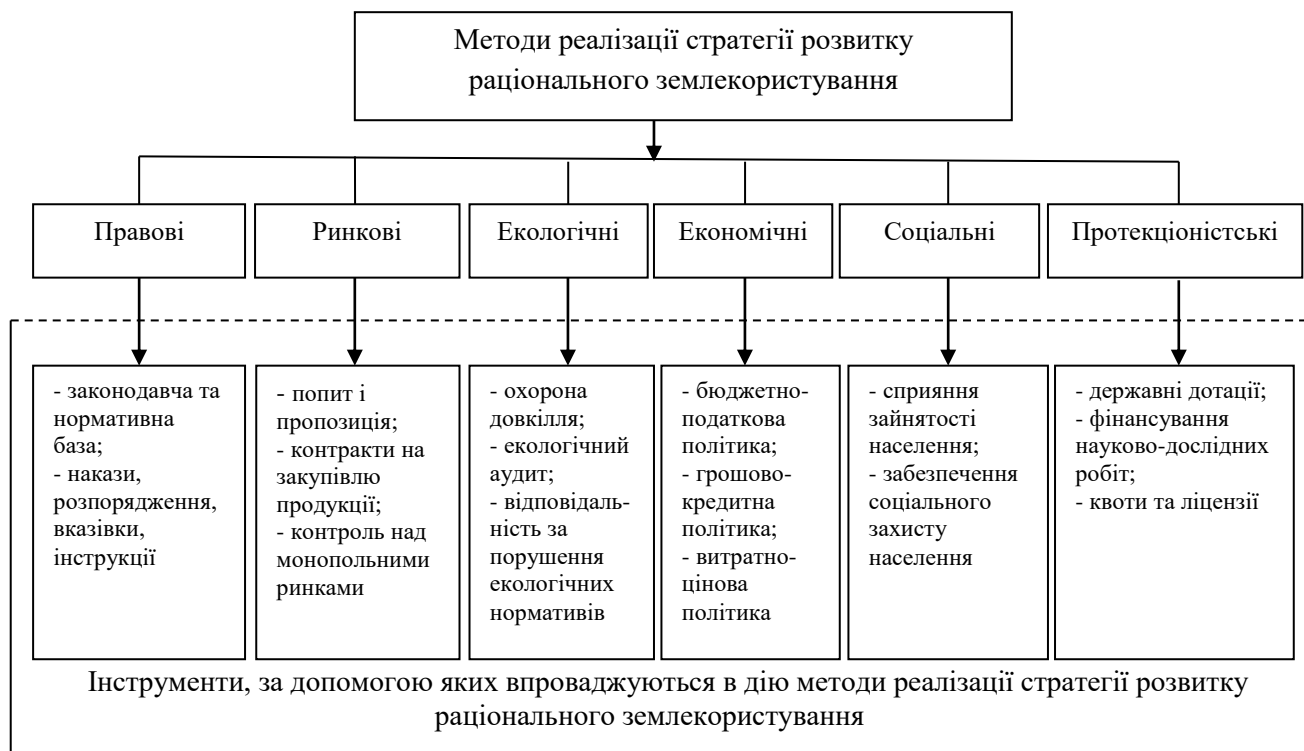 Методи реалізації стратегії розвитку
раціонального землекористування
Правові
Ринкові
Екологічні
Економічні
Соціальні
Протекціоністські
- законодавча та
нормативна
база;
- накази,
розпорядження,
вказівки,
інструкції
- попит і
пропозиція;
- контракти на
закупівлю
продукції;
- контроль над
монопольними
ринками
- охорона
довкілля;
- екологічний
аудит;
- відповідаль-
ність за
порушення
екологічних
нормативів
- бюджетно-
податкова
політика;
- грошово-
кредитна
політика;
- витратно-
цінова
політика
- сприяння
зайнятості
населення;
- забезпечення
соціального
захисту
населення
- державні дотації;
- фінансування
науково-дослідних
робіт;
- квоти та ліцензії
Інструменти, за допомогою яких впроваджуються в дію методи реалізації стратегії розвитку
раціонального землекористування